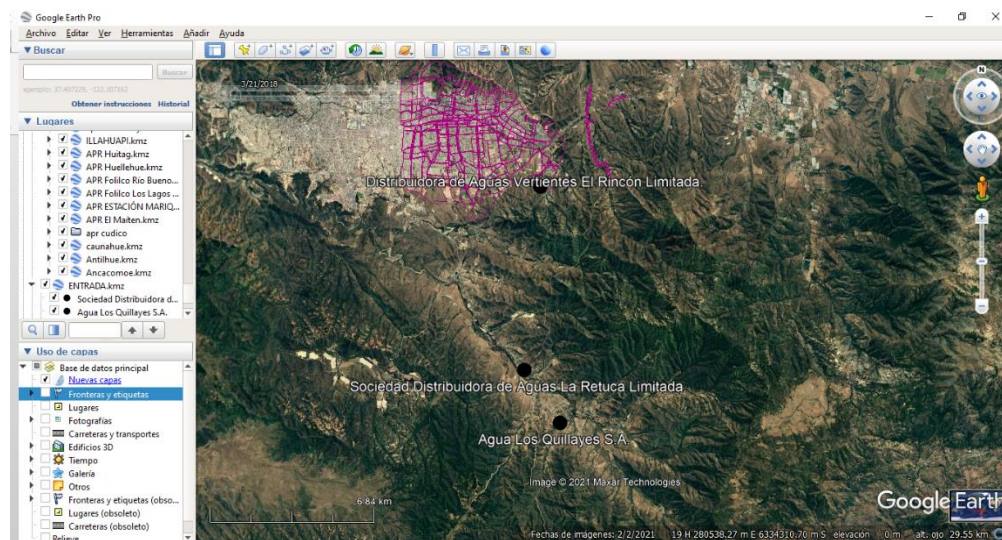 Google Earth Pro
Archivo Editar Ver Herramientas Añadir Ayuda
Buscar
Buscar
ejemplo: 37.407229, -122.107162
Obtener instrucciones Historial
Lugares
ILLAHUAPI.kmz
APR Huitag.kmz
APR Huellehue.kmz
APR Folilco Río Bueno...
APR Folilco Los Lagos
APR ESTACIÓN MARIQ...
APR El Maiten.kmz
apr cudico
caunahue.kmz
Antilhue.kmz
Ancacomoe.kmz
ENTRADA.kmz
Sociedad Distribuidora d...
Agua Los Quillayes S.A.
Uso de capas
Base de datos principal
Nuevas capas
Fronteras y etiquetas
Lugares
Fotografías
Carreteras y transportes
Edificios 3D
Tiempo
Galería
Otros
Fronteras y etiquetas (obso...
Lugares (obsoleto)
Carreteras (obsoleto)
Relieve
3/21/2018
N
Distribuidora de Aguas Vertientes El Rincón Limitada
Sociedad Distribuidora de Aguas La Retuca Limitada
Agua Los Quillayes S.A.
Image © 2021 Maxar Technologies
6.84 km
Google Earth
Fechas de imágenes: 2/2/2021 19 H 280538.27 m E 6334310.70 m S elevación 0 m alt. ojo 29.55 km